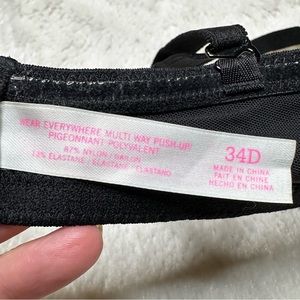 WEAR EVERYWHERE MULTI WAY PUSH-UP/
PIGEONNANT POLYVALENT
87% NYLON / NAILON
13% ELASTANE / ELASTANE / ELASTANO
34D
MADE IN CHINA
FAIT EN CHINE
HECHO EN CHINA